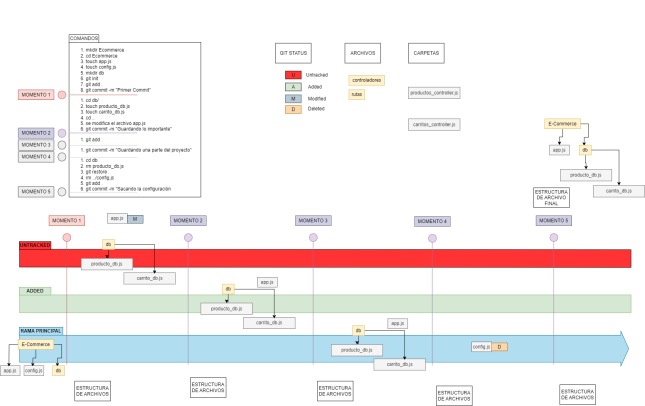 COMANDOS
1. mkdir Ecommerce
2. cd Ecommerce
3. touch app.js
4. touch config.js
5. mkdir db
6. git init
7. git add
8. git commit -m "Primer Commit"
MOMENTO 1
1. cd db/
2. touch producto_db.js
3. touch carrito_db.js
4. cd ..
5. se modifica el archivo app.js
6. git commit -m "Guardando lo importante"
MOMENTO 2
1. git add
MOMENTO 3
1. git commit -m "Guardando una parte del proyecto"
MOMENTO 4
1. cd db
2. rm producto_db.js
3. git restore .
4. rm ../config.js
5. git add
6. git commit -m "Sacando la configuración
MOMENTO 5
GIT STATUS
U Untracked
A Added
M Modified
D Deleted
ARCHIVOS
controladores
rutas
CARPETAS
productos_controller.js
carritos_controller.js
E-Commerce
app.js
db
producto_db.js
carrito_db.js
ESTRUCTURA
DE ARCHIVO
FINAL
MOMENTO 1
app.js M
MOMENTO 2
MOMENTO 3
MOMENTO 4
MOMENTO 5
UNTRACKED
db
producto_db.js
carrito_db.js
ADDED
app.js
db
producto_db.js
carrito_db.js
RAMA PRINCIPAL
E-Commerce
app.js
config.js
db
app.js
db
producto_db.js
carrito_db.js
config.js D
ESTRUCTURA
DE ARCHIVOS
ESTRUCTURA
DE ARCHIVOS
ESTRUCTURA
DE ARCHIVOS
ESTRUCTURA
DE ARCHIVOS
ESTRUCTURA
DE ARCHIVOS